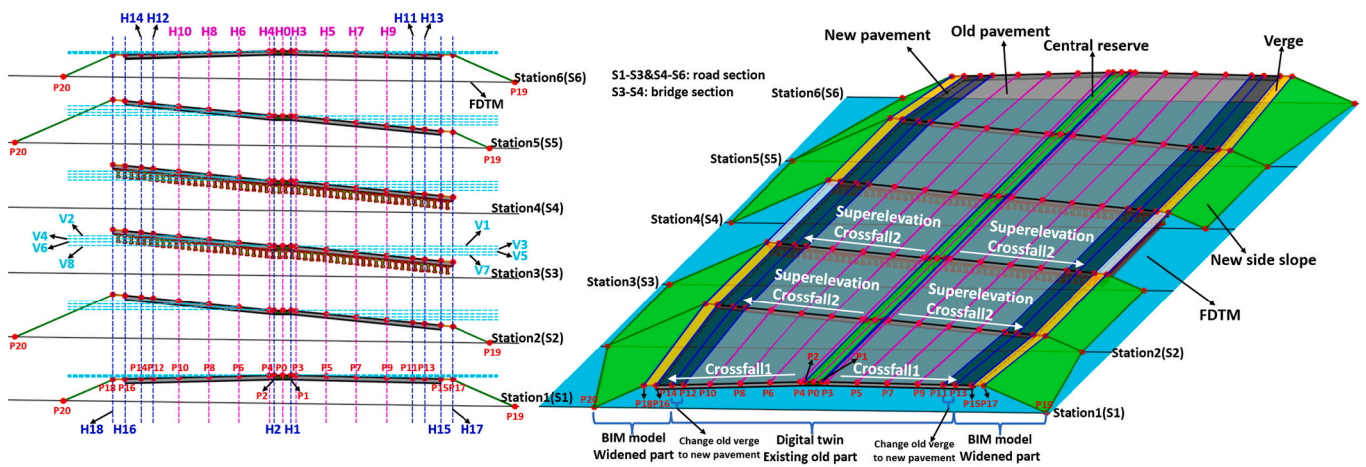 H14 H12
H11 H13
H10 H8 H6 H4 H0 H3 H5 H7 H9
Station6(S6)
P20
P19
FDTM
Station5(S5)
P20
P19
Station4(S4)
V2
V4
V6
V8
V1
V3
V5
V7
Station3(S3)
Station2(S2)
P20
P19
P14 P12 P10 P8 P6 P4 P0 P3 P5 P7 P9 P11 P13
P18 P16
P2 P1
P15 P17
Station1(S1)
P20
P19
H18 H16
H2 H1
H15 H17
S1-S3&S4-S6: road section
S3-S4: bridge section
New pavement
Old pavement
Central reserve
Verge
Station6(S6)
Station5(S5)
Station4(S4)
Station3(S3)
Superelevation
Crossfall2
Superelevation
Crossfall2
New side slope
FDTM
Superelevation
Crossfall2
Superelevation
Crossfall2
Station2(S2)
P2 P1
Crossfall1
Crossfall1
P20
P18 P16 P14 P12 P10 P8 P6 P4 P0 P3 P5 P7 P9 P11 P13 P15 P17
P19
Station1(S1)
BIM model
Widened part
Change old verge
to new pavement
Digital twin
Existing old part
Change old verge
to new pavement
BIM model
Widened part